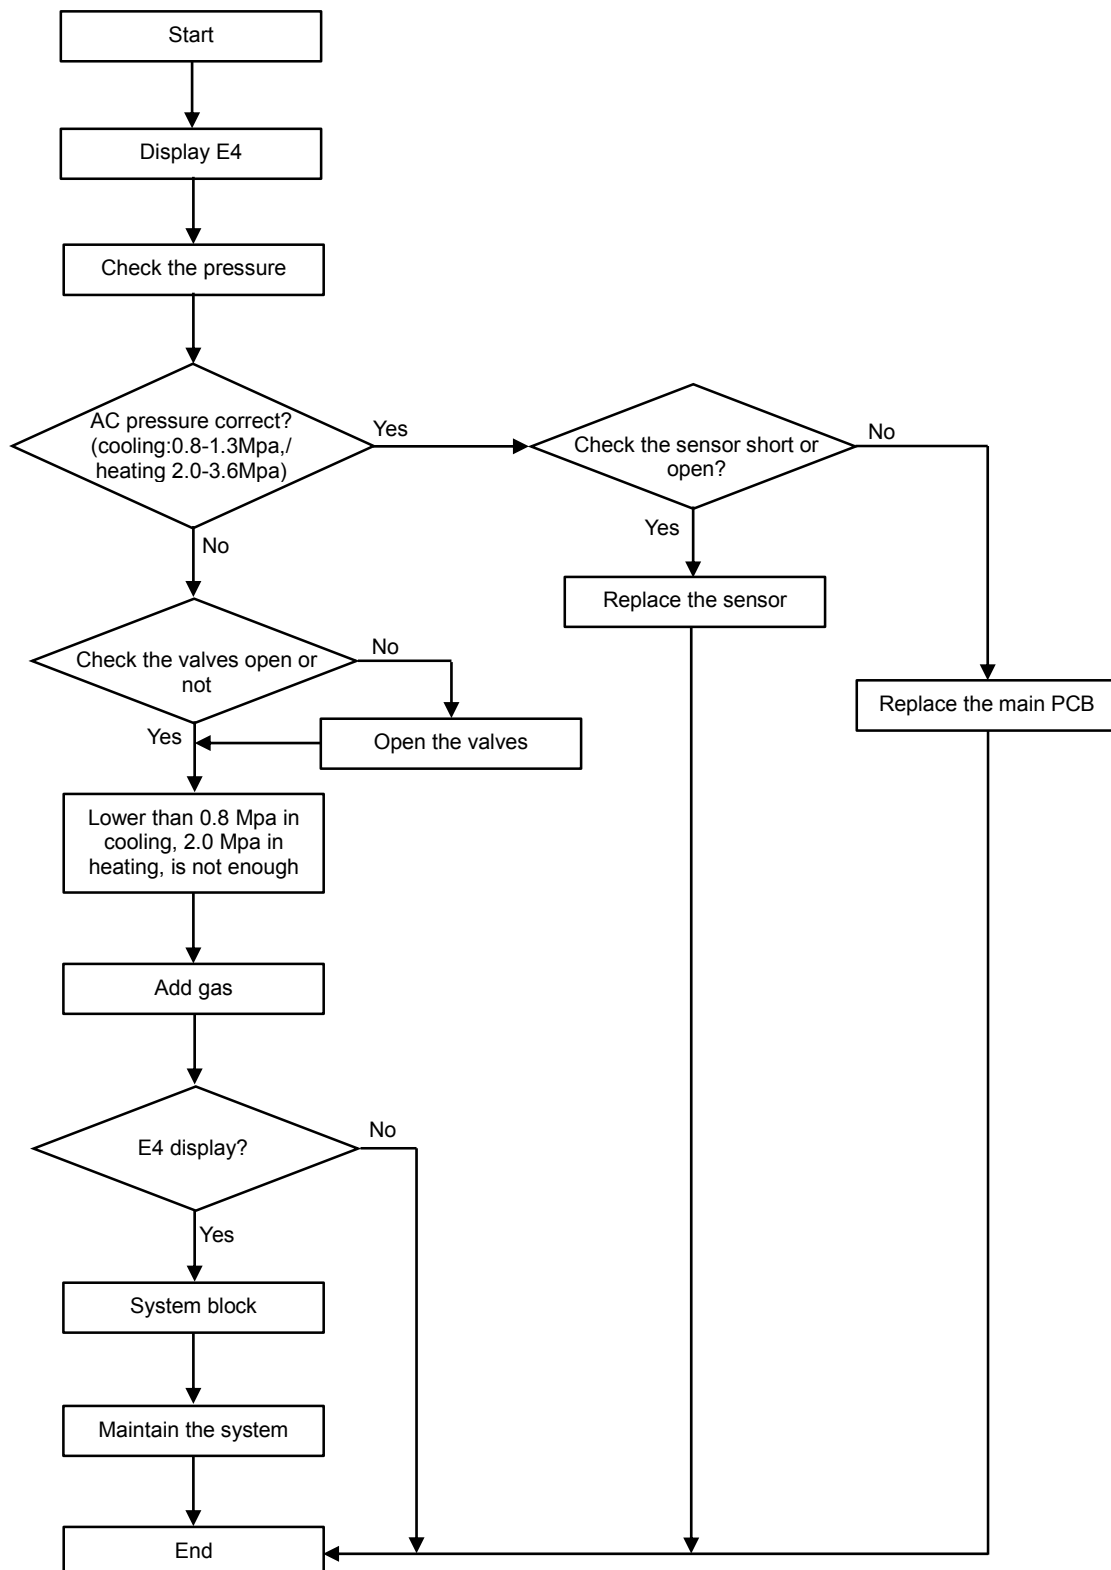 Start
Display E4
Check the pressure
AC pressure correct?
(cooling:0.8-1.3Mpa,/
heating 2.0-3.6Mpa)
Yes
No
Check the sensor short or
open?
No
Yes
Replace the sensor
Replace the main PCB
Check the valves open or
not
No
Yes
Open the valves
Lower than 0.8 Mpa in
cooling, 2.0 Mpa in
heating, is not enough
Add gas
E4 display?
No
Yes
System block
Maintain the system
End